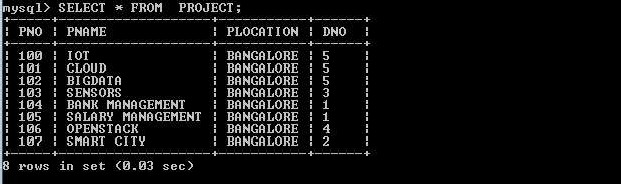 mysql> SELECT * FROM  PROJECT;
+-----+-------------------+-----------+-----+
| PNO | PNAME             | PLOCATION | DNO |
+-----+-------------------+-----------+-----+
| 100 | IOT               | BANGALORE | 5   |
| 101 | CLOUD             | BANGALORE | 5   |
| 102 | BIGDATA           | BANGALORE | 5   |
| 103 | SENSORS           | BANGALORE | 3   |
| 104 | BANK MANAGEMENT   | BANGALORE | 1   |
| 105 | SALARY MANAGEMENT | BANGALORE | 1   |
| 106 | OPENSTACK         | BANGALORE | 4   |
| 107 | SMART CITY        | BANGALORE | 2   |
+-----+-------------------+-----------+-----+
8 rows in set (0.03 sec)